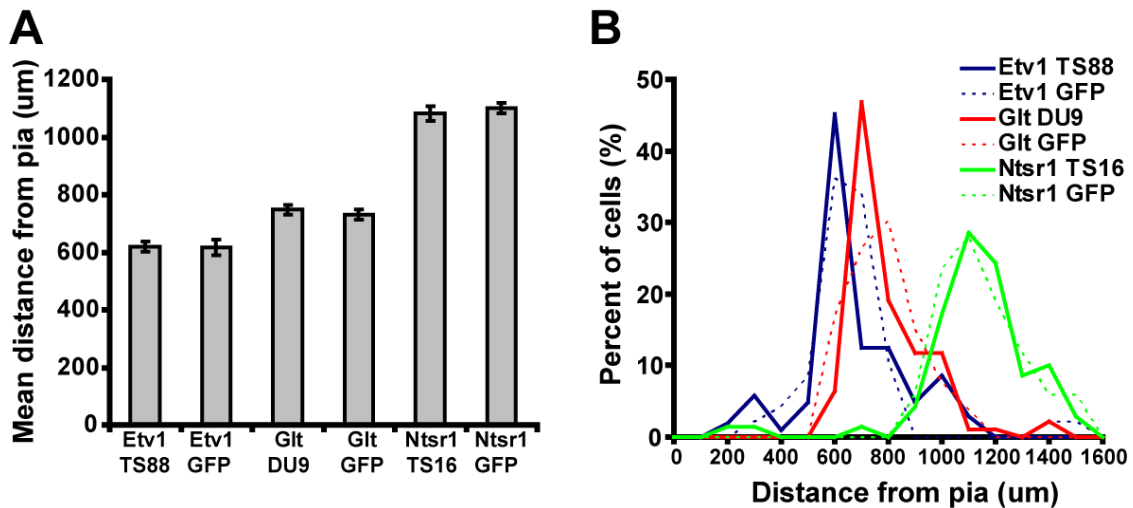 A
Mean distance from pia (um)
1200
1000
800
600
400
200
0
Etv1 Etv1 Glt Glt Ntsr1 Ntsr1
TS88 GFP DU9 GFP TS16 GFP
B
Etv1 TS88
Etv1 GFP
Glt DU9
Glt GFP
Ntsr1 TS16
Ntsr1 GFP
Percent of cells (%)
50
40
30
20
10
0
0 200 400 600 800 1000 1200 1400 1600
Distance from pia (um)